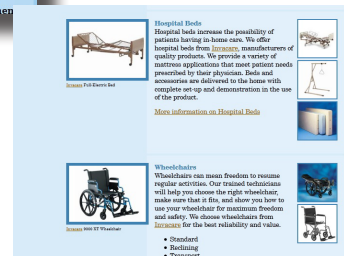 men
Hospital Beds
Hospital beds increase the possibility of
patients having in-home care. We offer
hospital beds from Invacare, manufacturers of
quality products. We provide a variety of
mattress applications that meet patient needs
prescribed by their physician. Beds and
accessories are delivered to the home with
complete set-up and demonstration in the use
of the product.
Invacare Full-Electric Bed
More information on Hospital Beds
Wheelchairs
Wheelchairs can mean freedom to resume
regular activities. Our trained technicians
will help you choose the right wheelchair,
make sure that it fits, and show you how to
use your wheelchair for maximum freedom
and safety. We choose wheelchairs from
Invacare for the best reliability and value.
Invacare 9000 XT Wheelchair
• Standard
• Reclining
• Transport